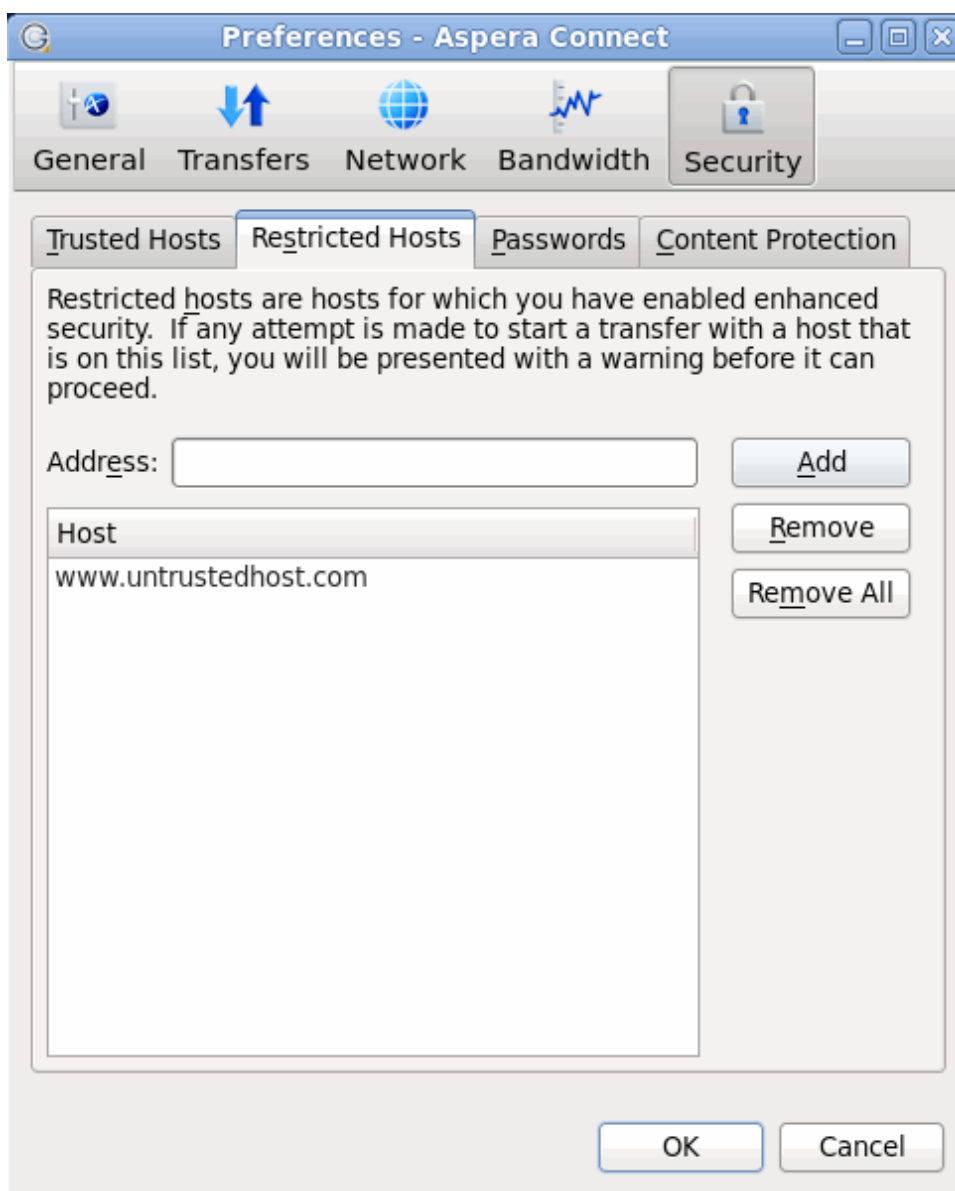 Preferences - Aspera Connect
General Transfers Network Bandwidth Security
Trusted Hosts Restricted Hosts Passwords Content Protection
Restricted hosts are hosts for which you have enabled enhanced
security.  If any attempt is made to start a transfer with a host that
is on this list, you will be presented with a warning before it can
proceed.
Address: Add
Host
Remove
www.untrustedhost.com
Remove All
OK Cancel